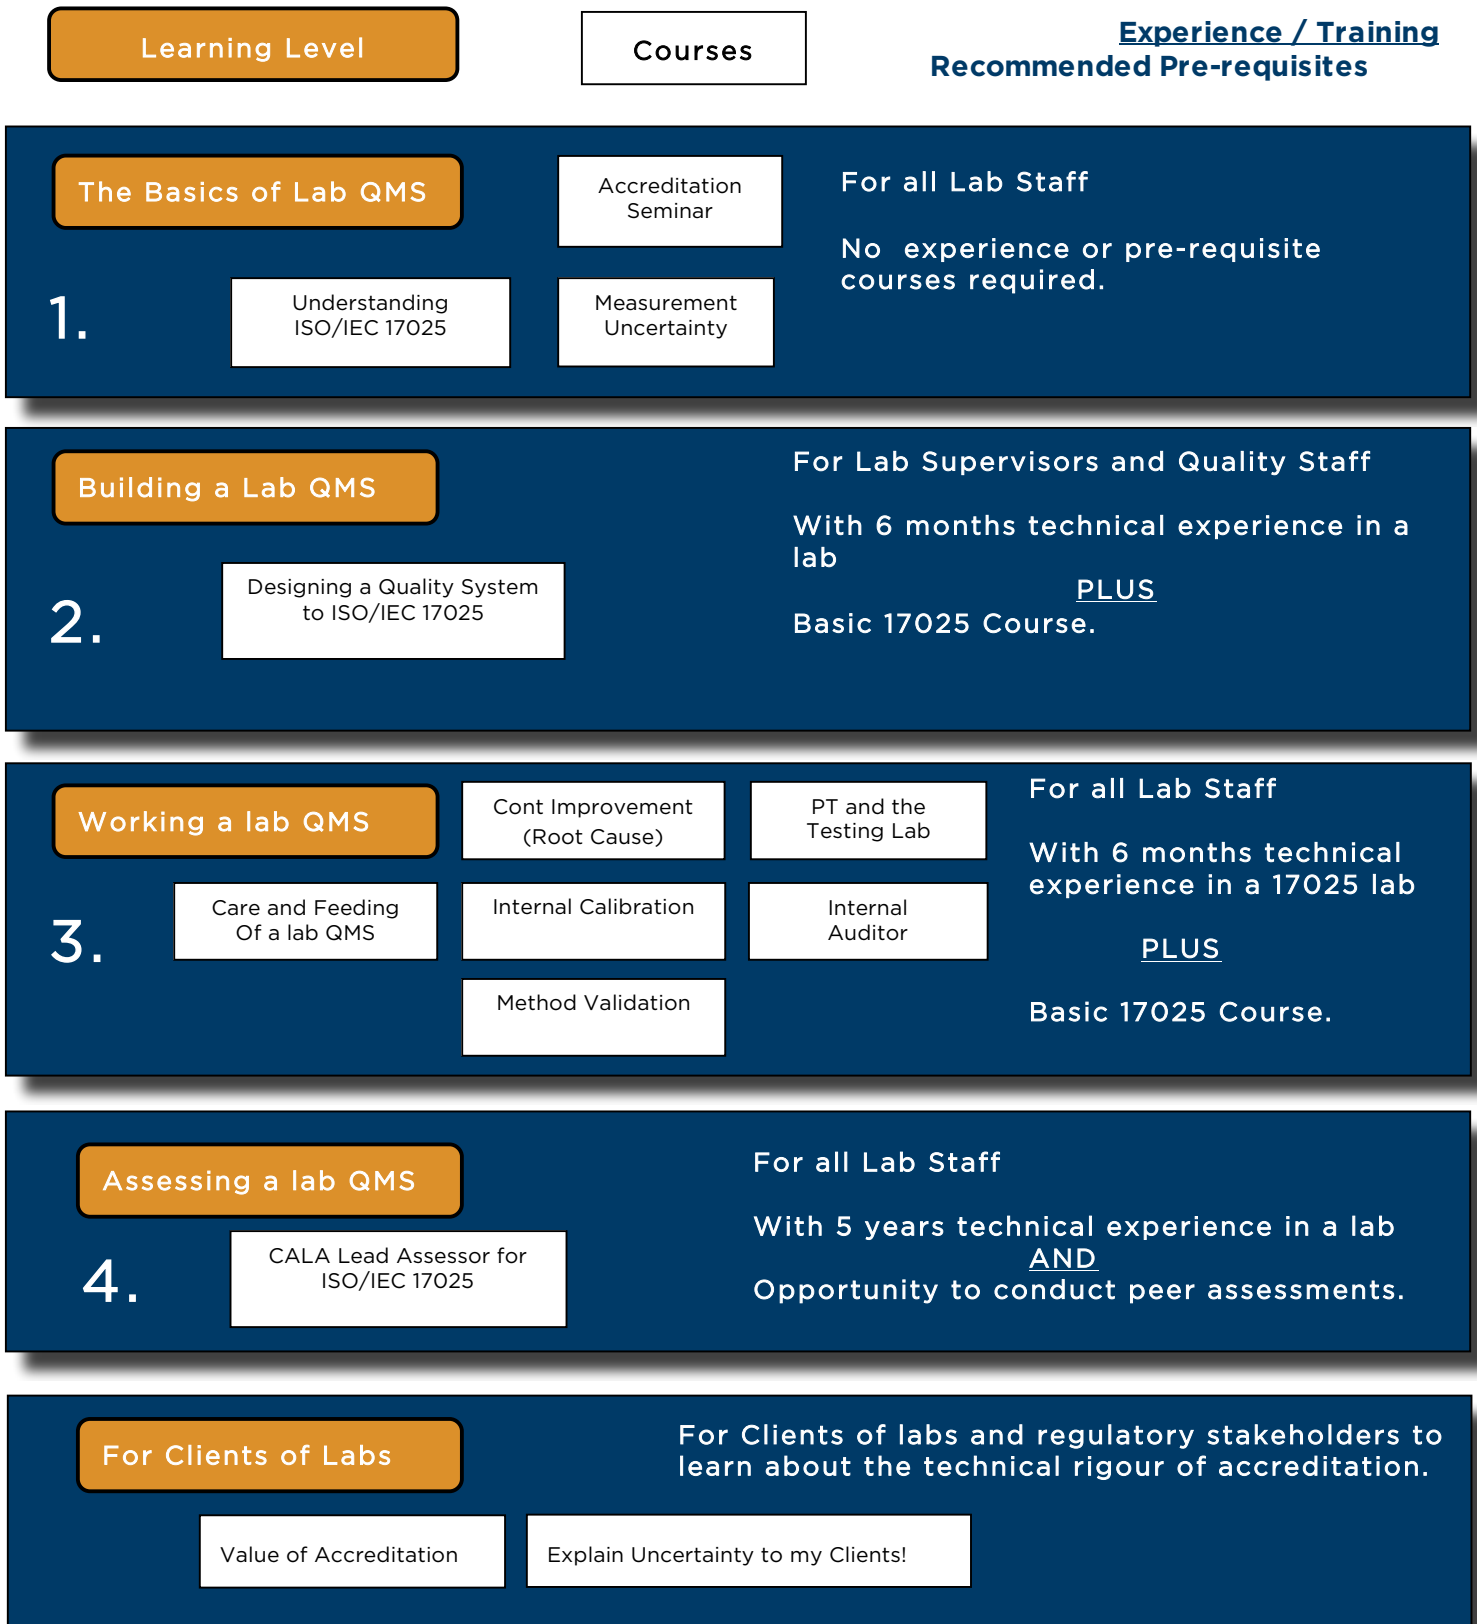 Learning Level
Courses
Experience / Training
Recommended Pre-requisites
The Basics of Lab QMS
Accreditation
Seminar
For all Lab Staff
No experience or pre-requisite
courses required.
1.
Understanding
ISO/IEC 17025
Measurement
Uncertainty
Building a Lab QMS
For Lab Supervisors and Quality Staff
With 6 months technical experience in a
lab
PLUS
Basic 17025 Course.
2.
Designing a Quality System
to ISO/IEC 17025
Working a lab QMS
Cont Improvement
(Root Cause)
PT and the
Testing Lab
For all Lab Staff
With 6 months technical
experience in a 17025 lab
PLUS
Basic 17025 Course.
3.
Care and Feeding
Of a lab QMS
Internal Calibration
Internal
Auditor
Method Validation
Assessing a lab QMS
For all Lab Staff
With 5 years technical experience in a lab
AND
Opportunity to conduct peer assessments.
4.
CALA Lead Assessor for
ISO/IEC 17025
For Clients of Labs
For Clients of labs and regulatory stakeholders to
learn about the technical rigour of accreditation.
Value of Accreditation
Explain Uncertainty to my Clients!